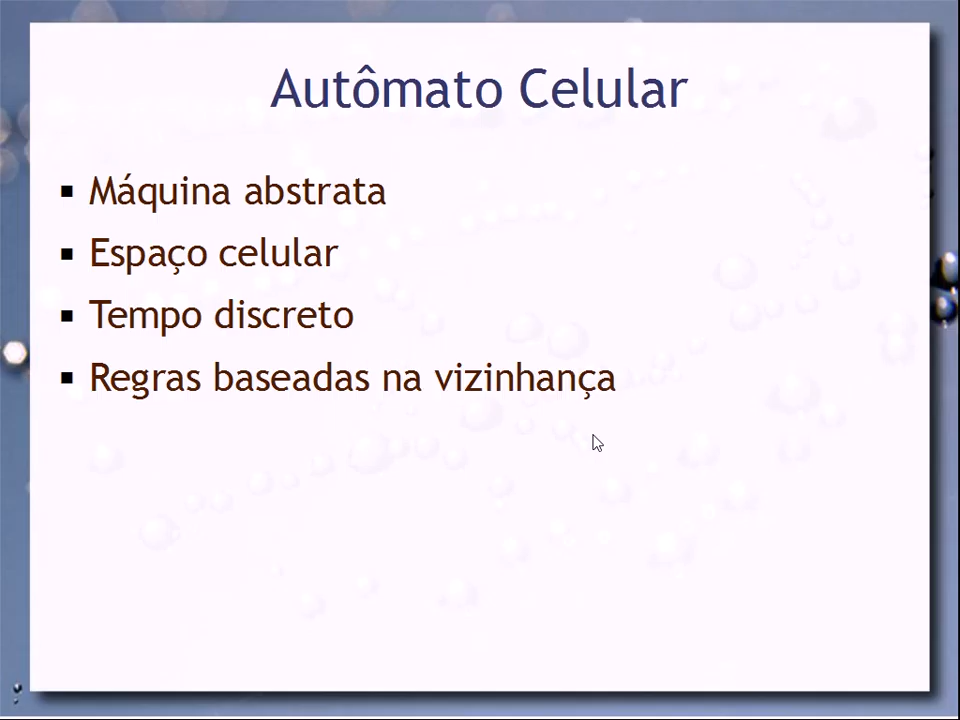 Autômato Celular
▪ Máquina abstrata
▪ Espaço celular
▪ Tempo discreto
▪ Regras baseadas na vizinhança